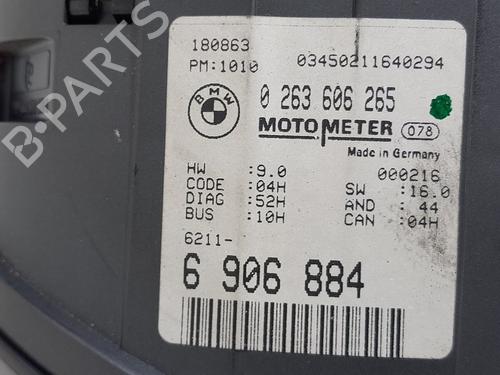 180863
PM:1010 03450211640294
BMW 0 263 606 265
MOTOMETER 078
Made in Germany
HW :9.0 000216
CODE :04H SW :16.0
DIAG :52H AND : 44
BUS :10H CAN :04H
6211-
6 906 884